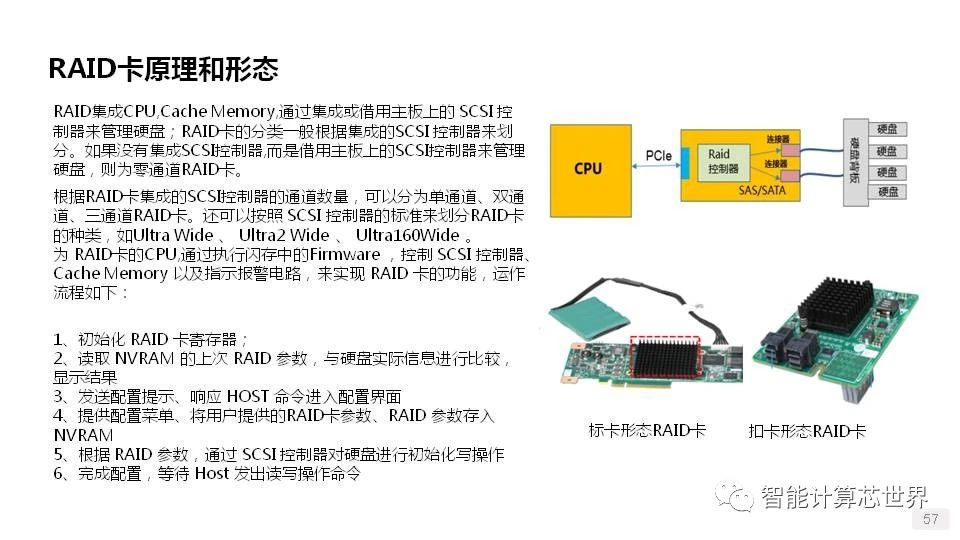 RAID卡原理和形态
RAID集成CPU,Cache Memory,通过集成或借用主板上的 SCSI 控
制器来管理硬盘；RAID卡的分类一般根据集成的SCSI 控制器来划
分。如果没有集成SCSI控制器,而是借用主板上的SCSI控制器来管理
硬盘，则为零通道RAID卡。
根据RAID卡集成的SCSI控制器的通道数量，可以分为单通道、双通
道、三通道RAID卡。还可以按照 SCSI 控制器的标准来划分RAID卡
的种类，如Ultra Wide 、 Ultra2 Wide 、 Ultra160Wide 。
为 RAID卡的CPU,通过执行闪存中的Firmware ，控制 SCSI 控制器、
Cache Memory 以及指示报警电路，来实现 RAID 卡的功能，运作
流程如下：
1、初始化 RAID 卡寄存器；
2、读取 NVRAM 的上次 RAID 参数，与硬盘实际信息进行比较，
显示结果
3、发送配置提示、响应 HOST 命令进入配置界面
4、提供配置菜单、将用户提供的RAID卡参数、RAID 参数存入
NVRAM
5、根据 RAID 参数，通过 SCSI 控制器对硬盘进行初始化写操作
6、完成配置，等待 Host 发出读写操作命令
CPU
PCIe
Raid
控制器
连接器
连接器
SAS/SATA
硬盘背板
硬盘
硬盘
硬盘
硬盘
标卡形态RAID卡
扣卡形态RAID卡
智能计算芯世界
57